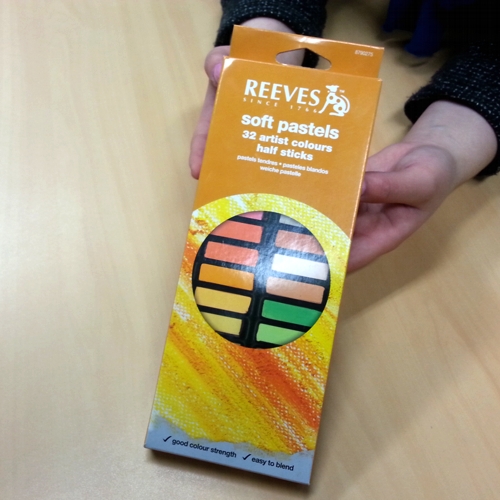 REEVES™
SINCE 1766
soft pastels
32 artist colours
half sticks
pastels tendres • pasteles blandos
weiche pastelle
✓ good colour strength ✓ easy to blend